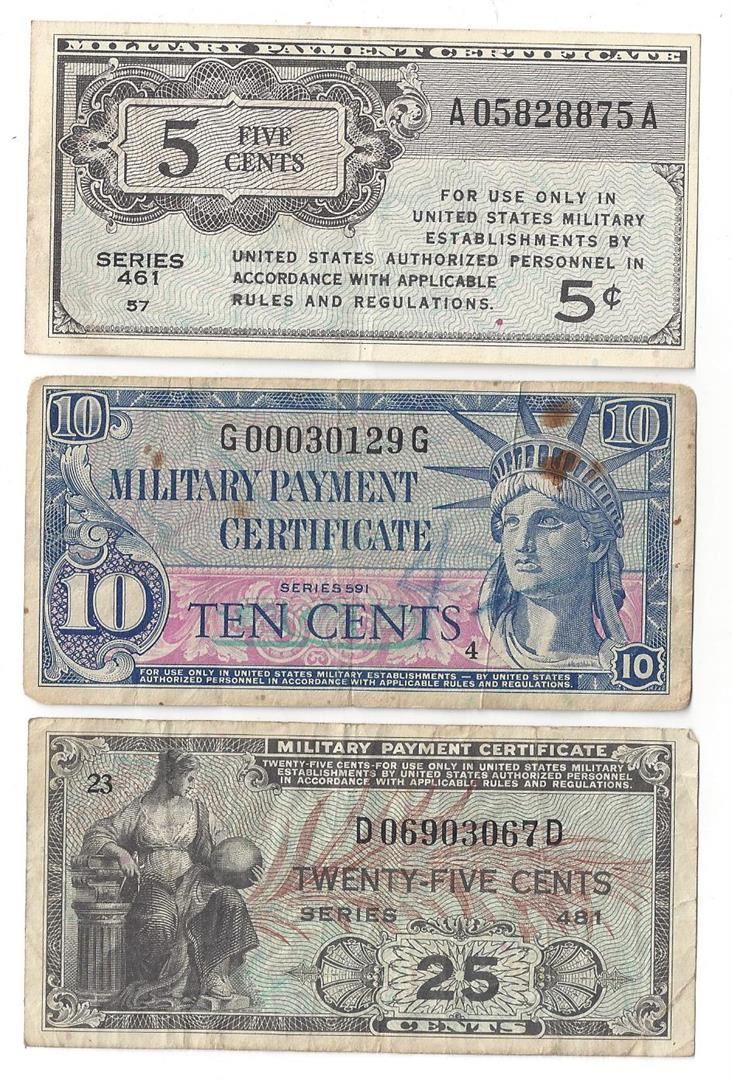 MILITARY PAYMENT CERTIFICATE
A05828875A
5 FIVE
CENTS
FOR USE ONLY IN
UNITED STATES MILITARY
ESTABLISHMENTS BY
UNITED STATES AUTHORIZED PERSONNEL IN
ACCORDANCE WITH APPLICABLE
RULES AND REGULATIONS.
SERIES
461
57
5¢
10
10
G00030129G
MILITARY PAYMENT
CERTIFICATE
SERIES 591
10
TEN CENTS
4
10
FOR USE ONLY IN UNITED STATES MILITARY ESTABLISHMENTS — BY UNITED STATES
AUTHORIZED PERSONNEL IN ACCORDANCE WITH APPLICABLE RULES AND REGULATIONS.
MILITARY PAYMENT CERTIFICATE
TWENTY-FIVE CENTS-FOR USE ONLY IN UNITED STATES MILITARY
ESTABLISHMENTS BY UNITED STATES AUTHORIZED PERSONNEL
IN ACCORDANCE WITH APPLICABLE RULES AND REGULATIONS.
23
D06903067D
TWENTY-FIVE CENTS
SERIES 481
25
CENTS